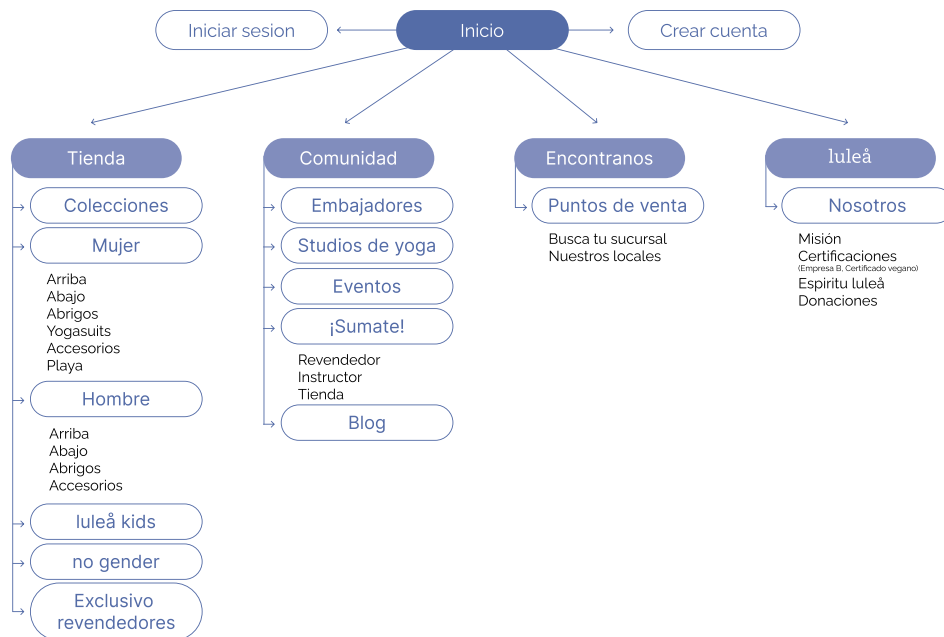 Iniciar sesion
Inicio
Crear cuenta
Tienda
Colecciones
Mujer
Arriba
Abajo
Abrigos
Yogasuits
Accesorios
Playa
Hombre
Arriba
Abajo
Abrigos
Accesorios
luleå kids
no gender
Exclusivo
revendedores
Comunidad
Embajadores
Studios de yoga
Eventos
¡Sumate!
Revendedor
Instructor
Tienda
Blog
Encontranos
Puntos de venta
Busca tu sucursal
Nuestros locales
luleå
Nosotros
Misión
Certificaciones
(Empresa B, Certificado vegano)
Espiritu luleå
Donaciones